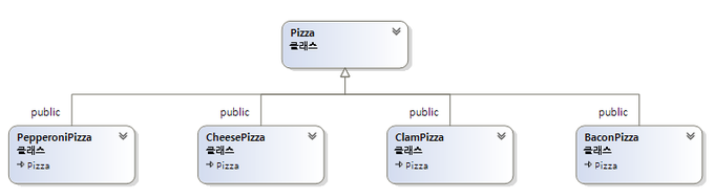 Pizza
클래스
public
public
public
public
PepperoniPizza
클래스
Pizza
CheesePizza
클래스
Pizza
ClamPizza
클래스
Pizza
BaconPizza
클래스
Pizza